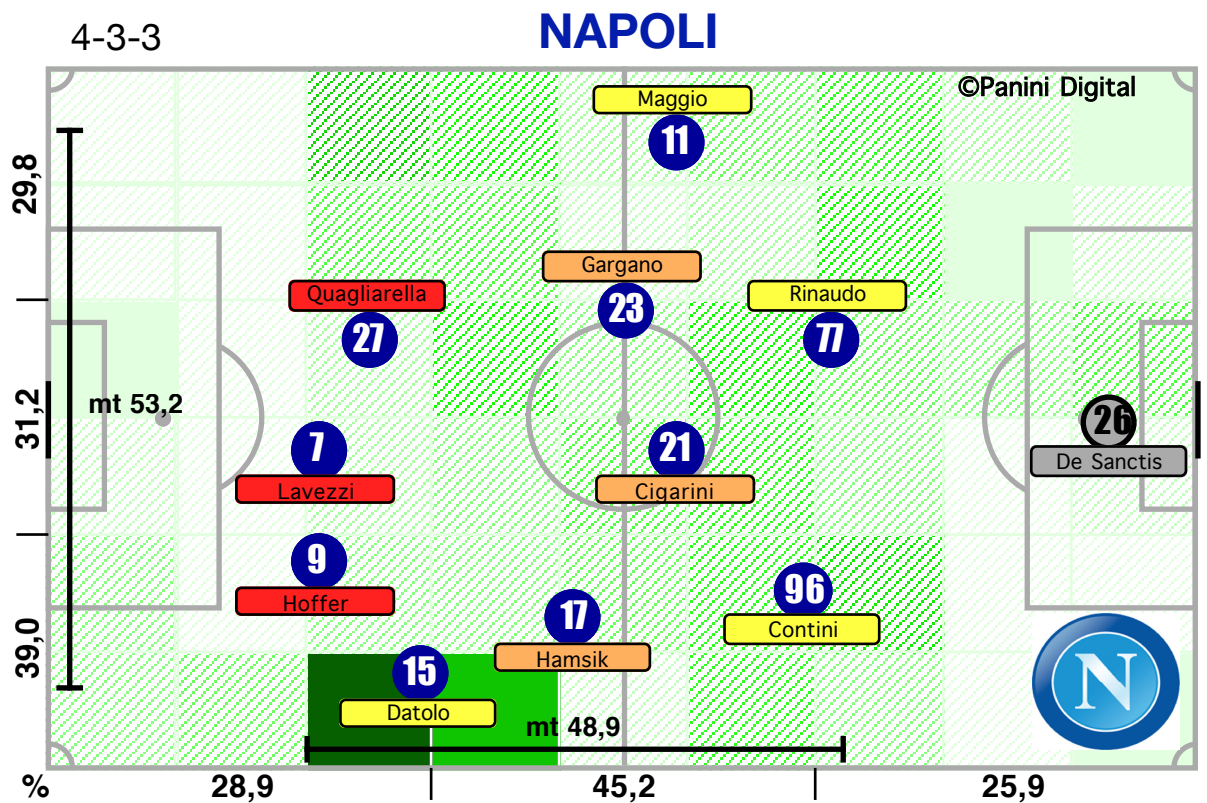 4-3-3
NAPOLI
©Panini Digital
Maggio
11
29,8
Gargano
23
Quagliarella
27
Rinaudo
77
mt 53,2
31,2
26
De Sanctis
7
Lavezzi
21
Cigarini
9
Hoffer
96
Contini
17
Hamsik
39,0
15
Datolo
N
mt 48,9
%
28,9
45,2
25,9